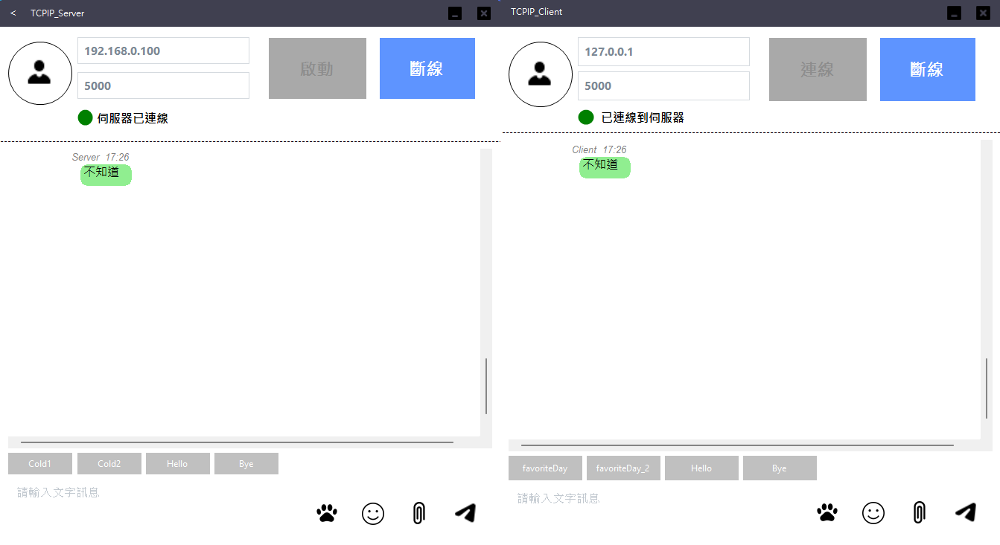 < TCPIP_Server
192.168.0.100
5000
啟動
斷線
伺服器已連線
Server 17:26
不知道
Cold1 Cold2 Hello Bye
請輸入文字訊息
TCPIP_Client
127.0.0.1
5000
連線
斷線
已連線到伺服器
Client 17:26
不知道
favoriteDay favoriteDay_2 Hello Bye
請輸入文字訊息